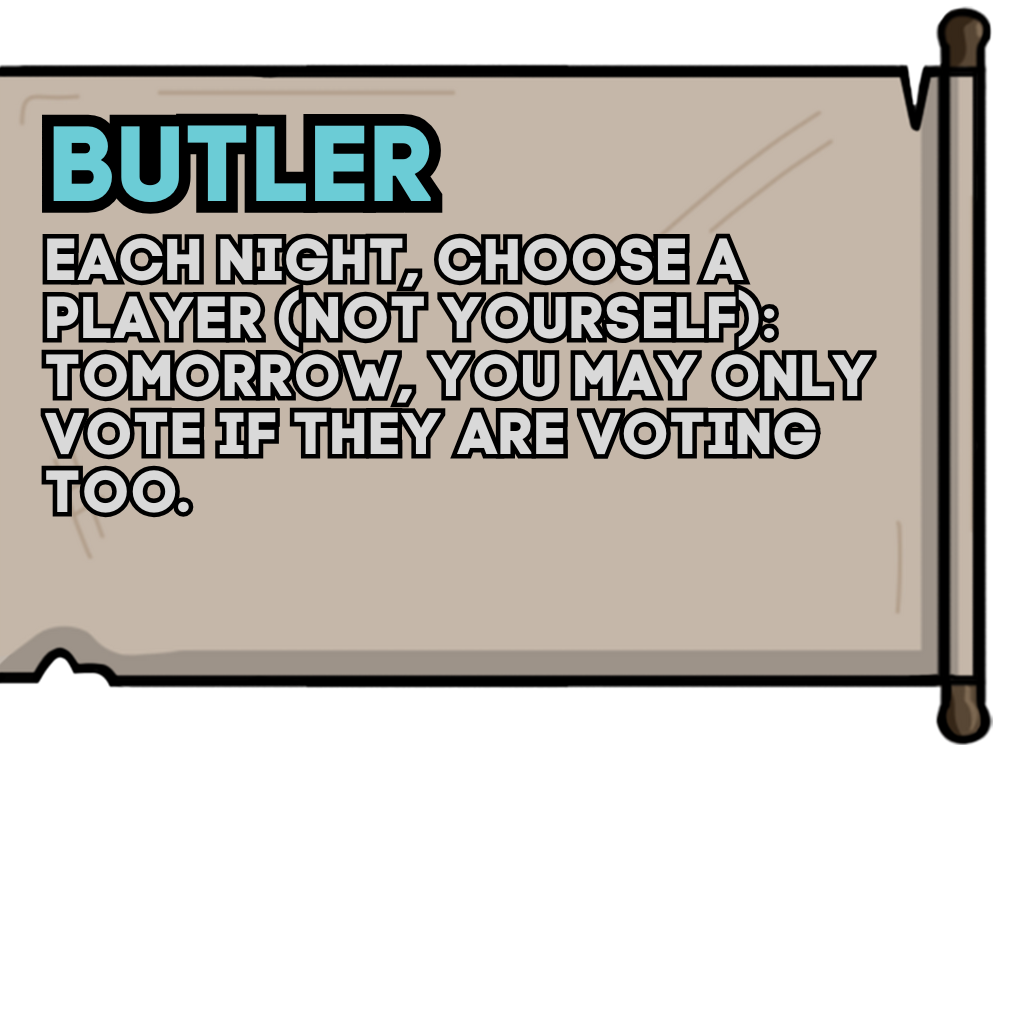 BUTLER
EACH NIGHT, CHOOSE A
PLAYER (NOT YOURSELF):
TOMORROW, YOU MAY ONLY
VOTE IF THEY ARE VOTING
TOO.